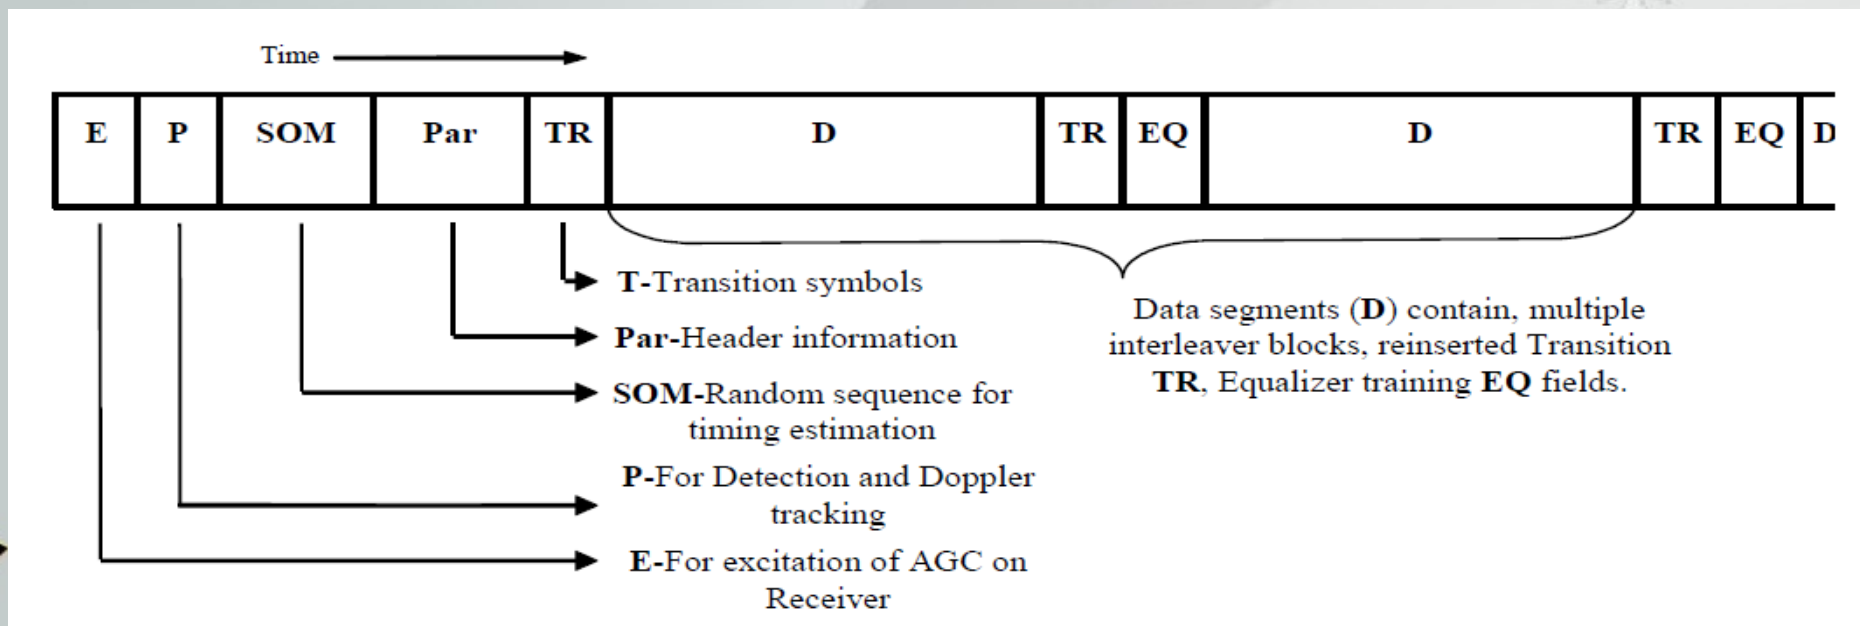 Time
E P SOM Par TR D TR EQ D TR EQ D
T-Transition symbols
Par-Header information
SOM-Random sequence for
timing estimation
P-For Detection and Doppler
tracking
E-For excitation of AGC on
Receiver
Data segments (D) contain, multiple
interleaver blocks, reinserted Transition
TR, Equalizer training EQ fields.